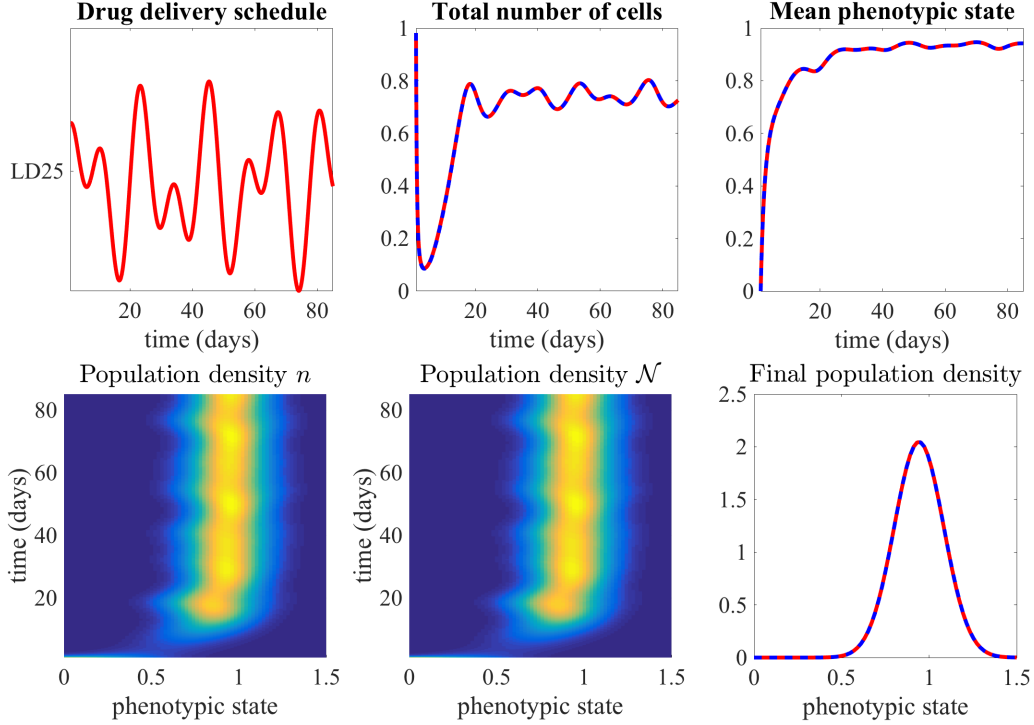 Drug delivery schedule
LD25
20 40 60 80
time (days)
Total number of cells
1
0.8
0.6
0.4
0.2
0
20 40 60 80
time (days)
Mean phenotypic state
1
0.8
0.6
0.4
0.2
0
20 40 60 80
time (days)
Population density n
time (days)
80
60
40
20
0 0.5 1 1.5
phenotypic state
Population density 𝒩
time (days)
80
60
40
20
0 0.5 1 1.5
phenotypic state
Final population density
2.5
2
1.5
1
0.5
0
0 0.5 1 1.5
phenotypic state